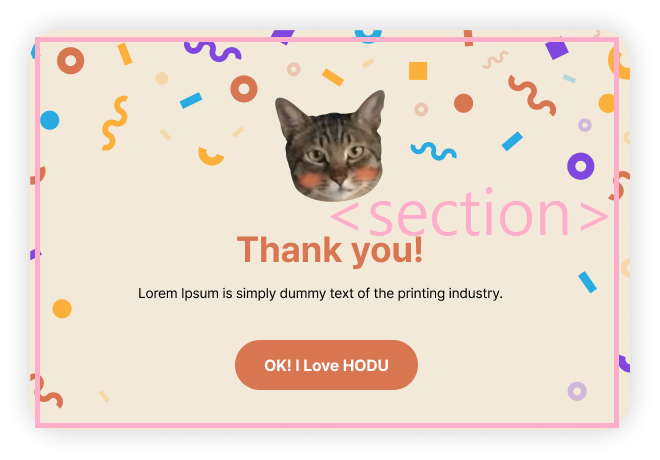 <section>
Thank you!
Lorem Ipsum is simply dummy text of the printing industry.
OK! I Love HODU